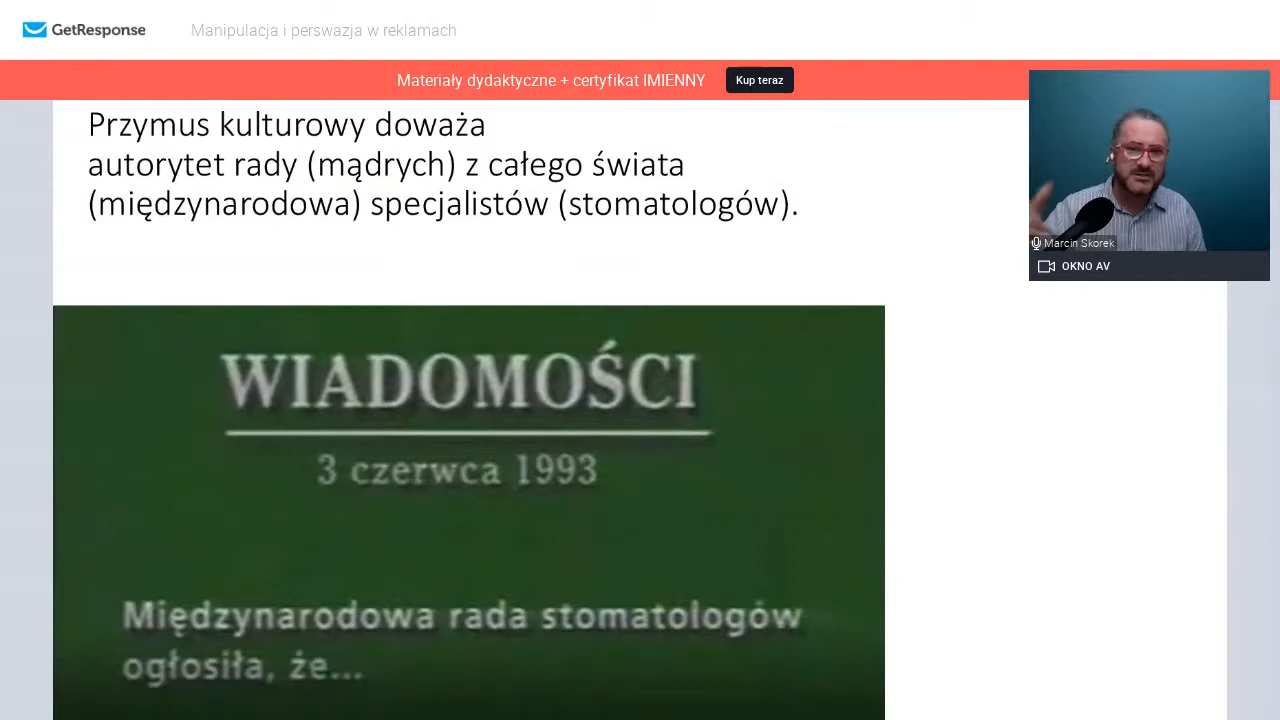 GetResponse
Manipulacja i perswazja w reklamach
Materiały dydaktyczne + certyfikat IMIENNY
Kup teraz
Przymus kulturowy doważa
autorytet rady (mądrych) z całego świata
(międzynarodowa) specjalistów (stomatologów).
Marcin Skorek
OKNO AV
WIADOMOŚCI
3 czerwca 1993
Międzynarodowa rada stomatologów
ogłosiła, że...